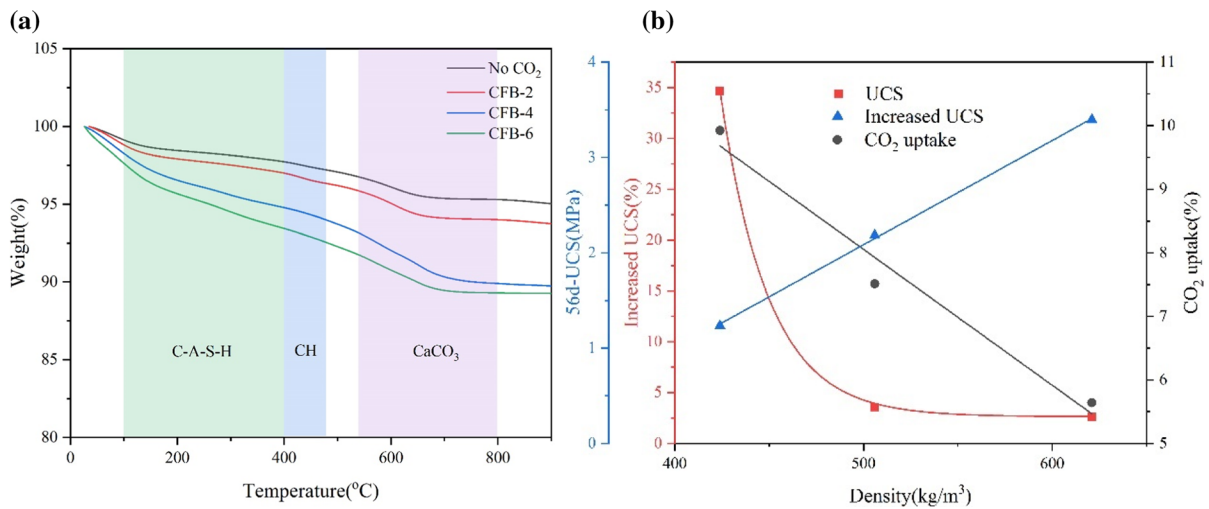 (a)
105
100
95
90
85
80
Weight(%)
0
200
400
600
800
Temperature(°C)
No CO₂
CFB-2
CFB-4
CFB-6
C-A-S-H
CH
CaCO₃
(b)
4
3
2
1
0
56d-UCS(MPa)
35
30
25
20
15
10
5
0
Increased UCS(%)
UCS
Increased UCS
CO₂ uptake
11
10
9
8
7
6
5
CO₂ uptake(%)
400
500
600
Density(kg/m³)